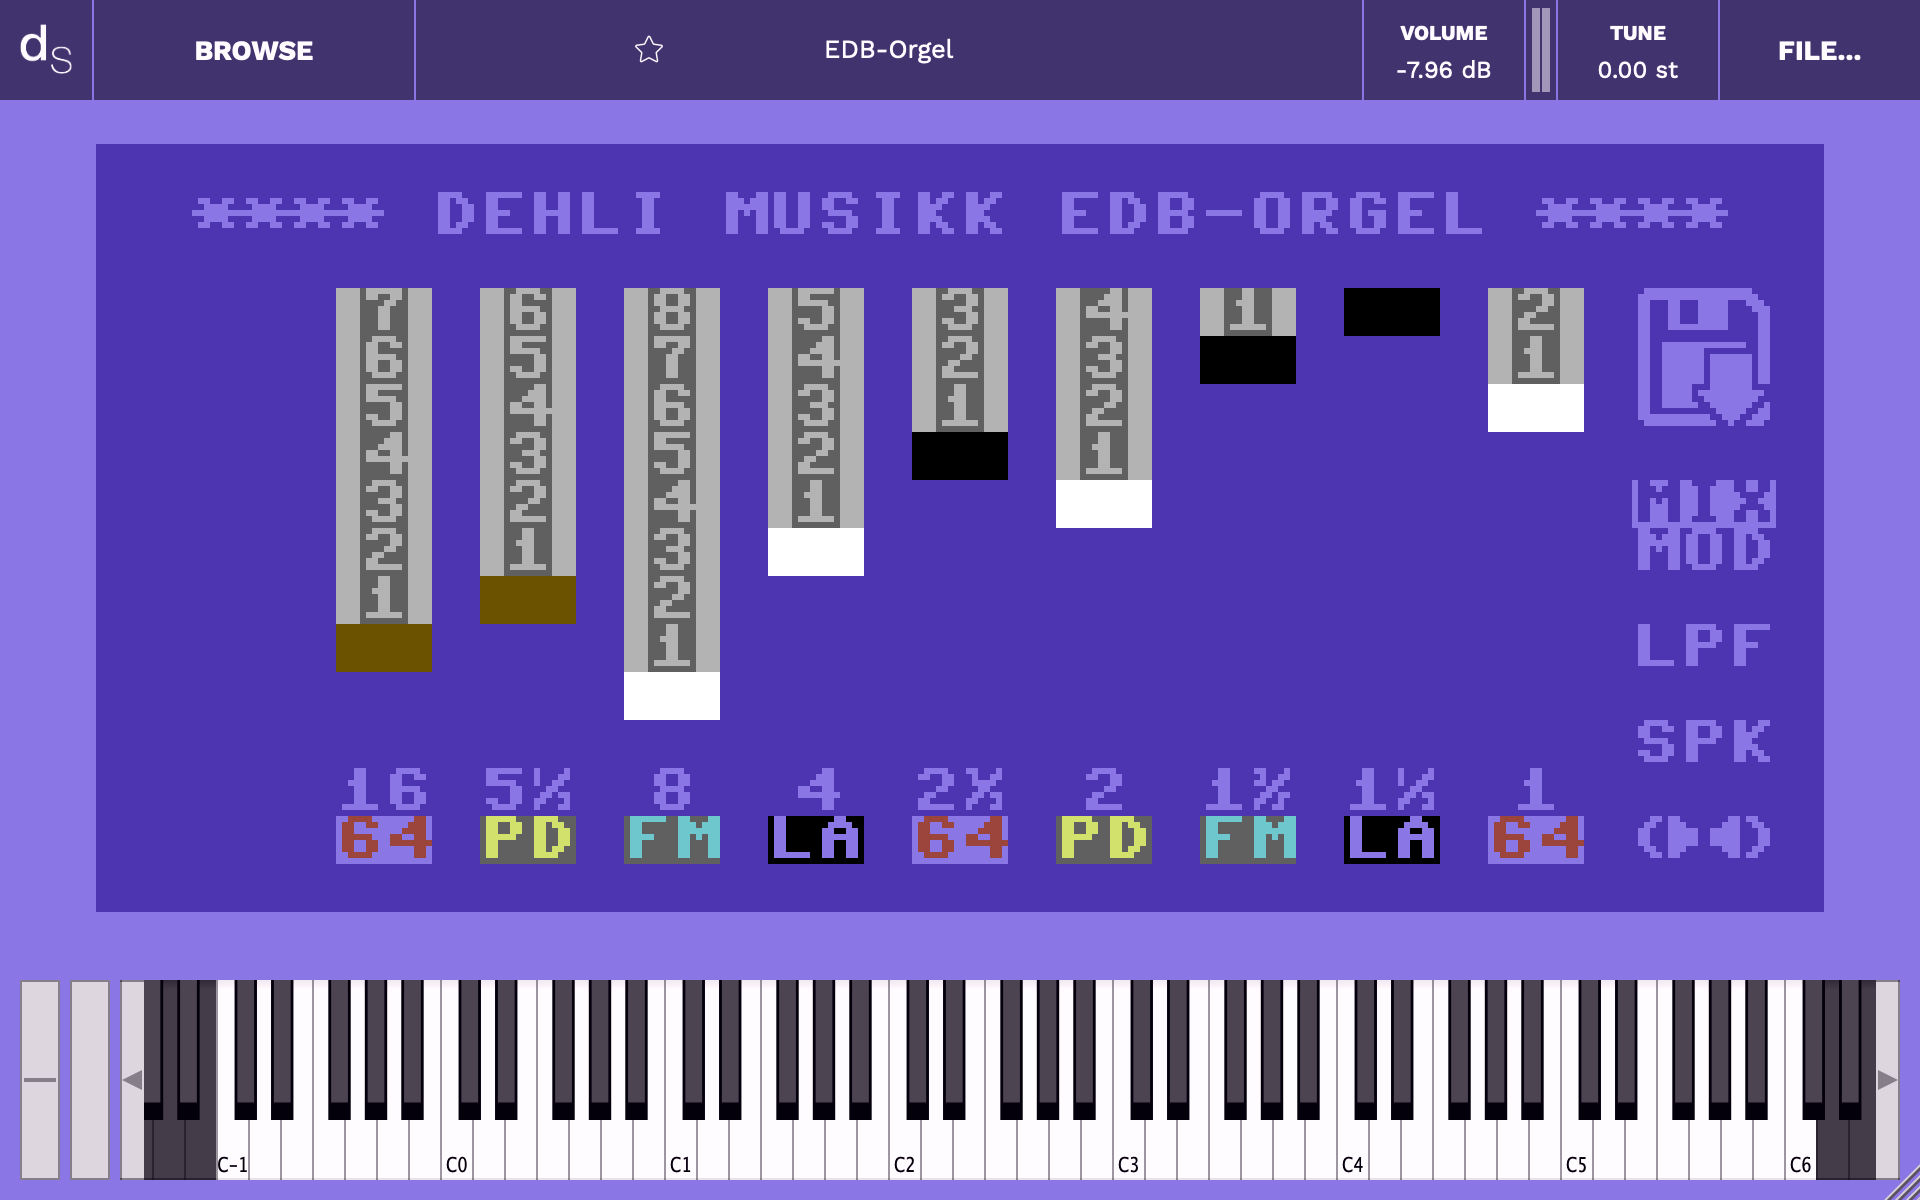 dS BROWSE ☆ EDB-Orgel VOLUME -7.96 dB TUNE 0.00 st FILE...
**** DEHLI MUSIKK EDB-ORGEL ****
7 6 8 5 3 4 1 2
6 5 7 4 2 3 1
5 4 6 3 1 2
4 3 5 2 1
3 2 4 1
2 1 3
1 2
1
MIX
MOD
LPF
SPK
16 5⅓ 8 4 2⅔ 2 1⅗ 1⅓ 1
64 PD FM LA 64 PD FM LA 64
C-1 C0 C1 C2 C3 C4 C5 C6